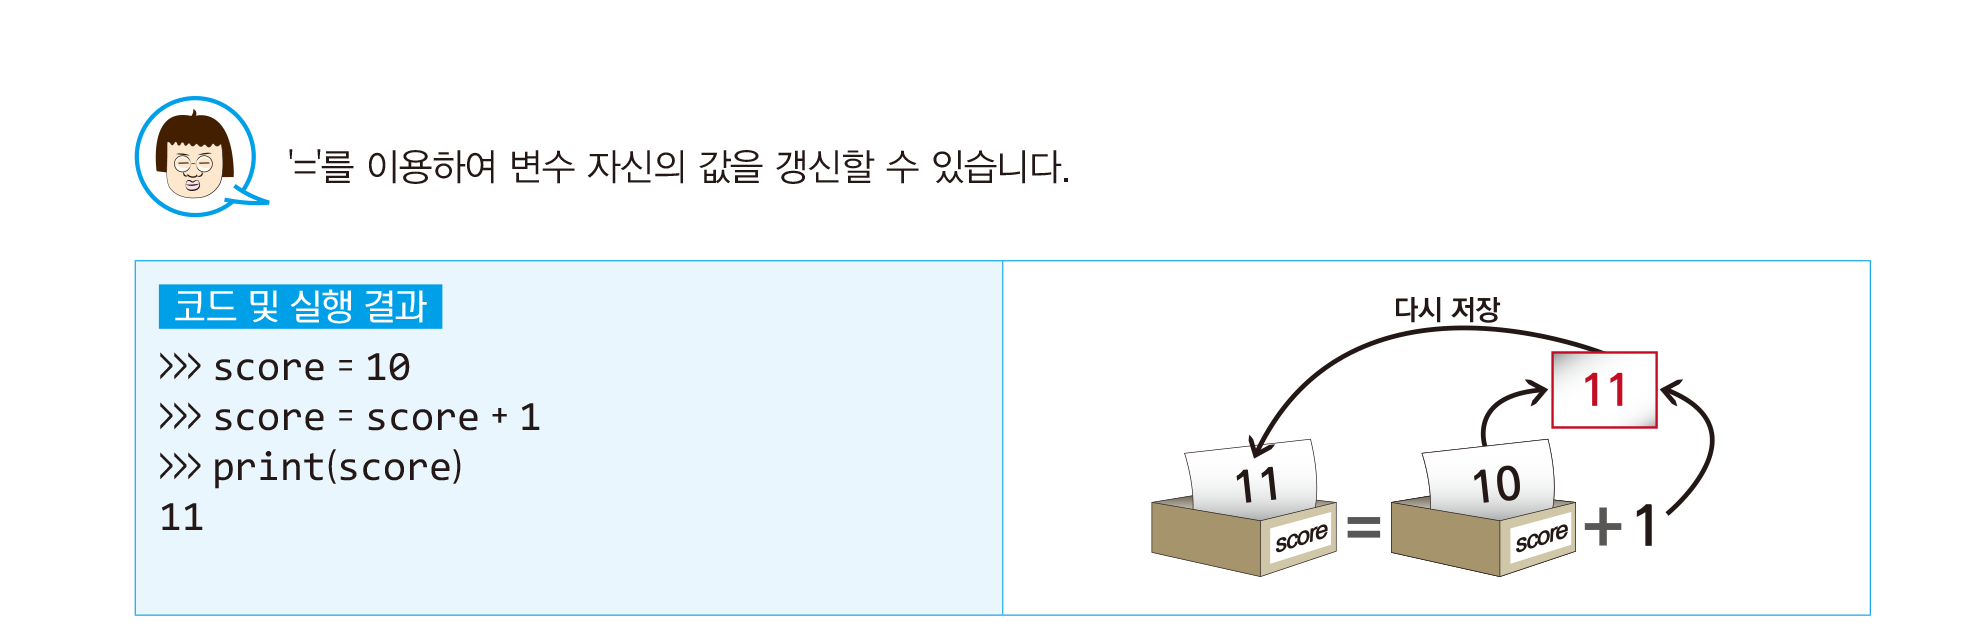 '='를 이용하여 변수 자신의 값을 갱신할 수 있습니다.
코드 및 실행 결과
>>> score = 10
>>> score = score + 1
>>> print(score)
11
다시 저장
11
11
score
=
10
score
+ 1